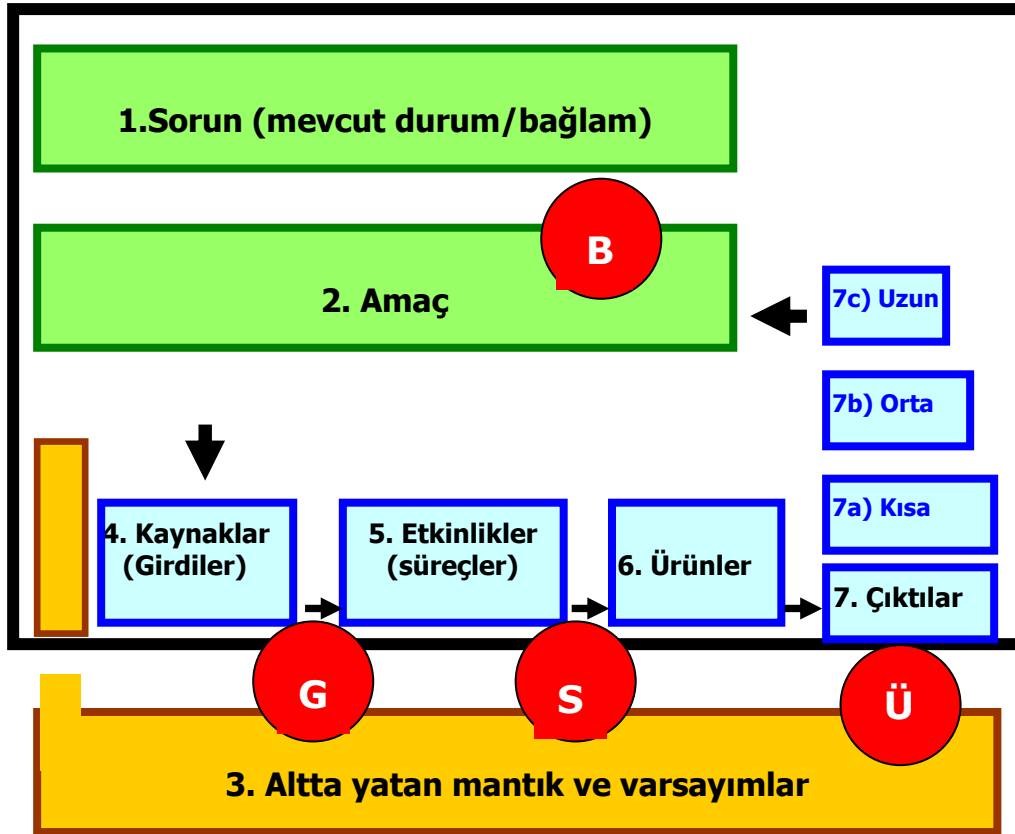 1.Sorun (mevcut durum/bağlam)
B
2. Amaç
7c) Uzun
7b) Orta
7a) Kısa
4. Kaynaklar
(Girdiler)
5. Etkinlikler
(süreçler)
6. Ürünler
7. Çıktılar
G
S
Ü
3. Altta yatan mantık ve varsayımlar